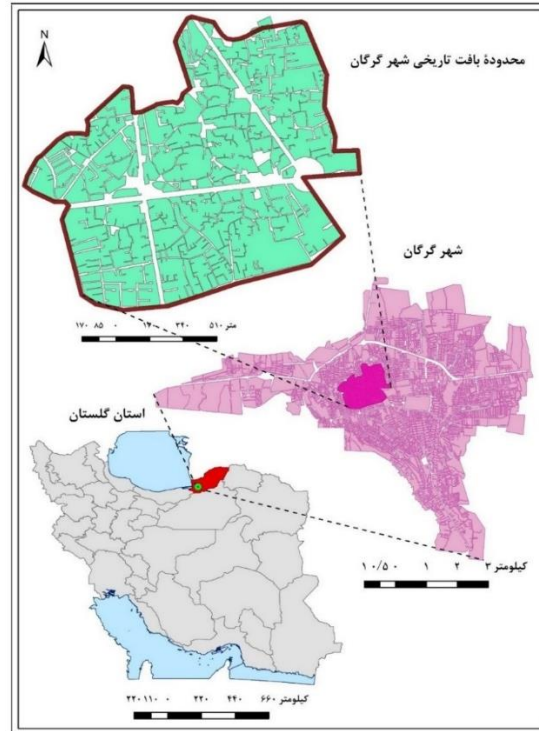 N
محدودهٔ بافت تاریخی شهر گرگان
۱۷۰ ۸۵ ۰ ۱۷۰ ۳۴۰ ۵۱۰ متر
شهر گرگان
استان گلستان
۱ ۰/۵ ۰ ۱ ۲ ۳ کیلومتر
۲۲۰ ۱۱۰ ۰ ۲۲۰ ۴۴۰ ۶۶۰ کیلومتر